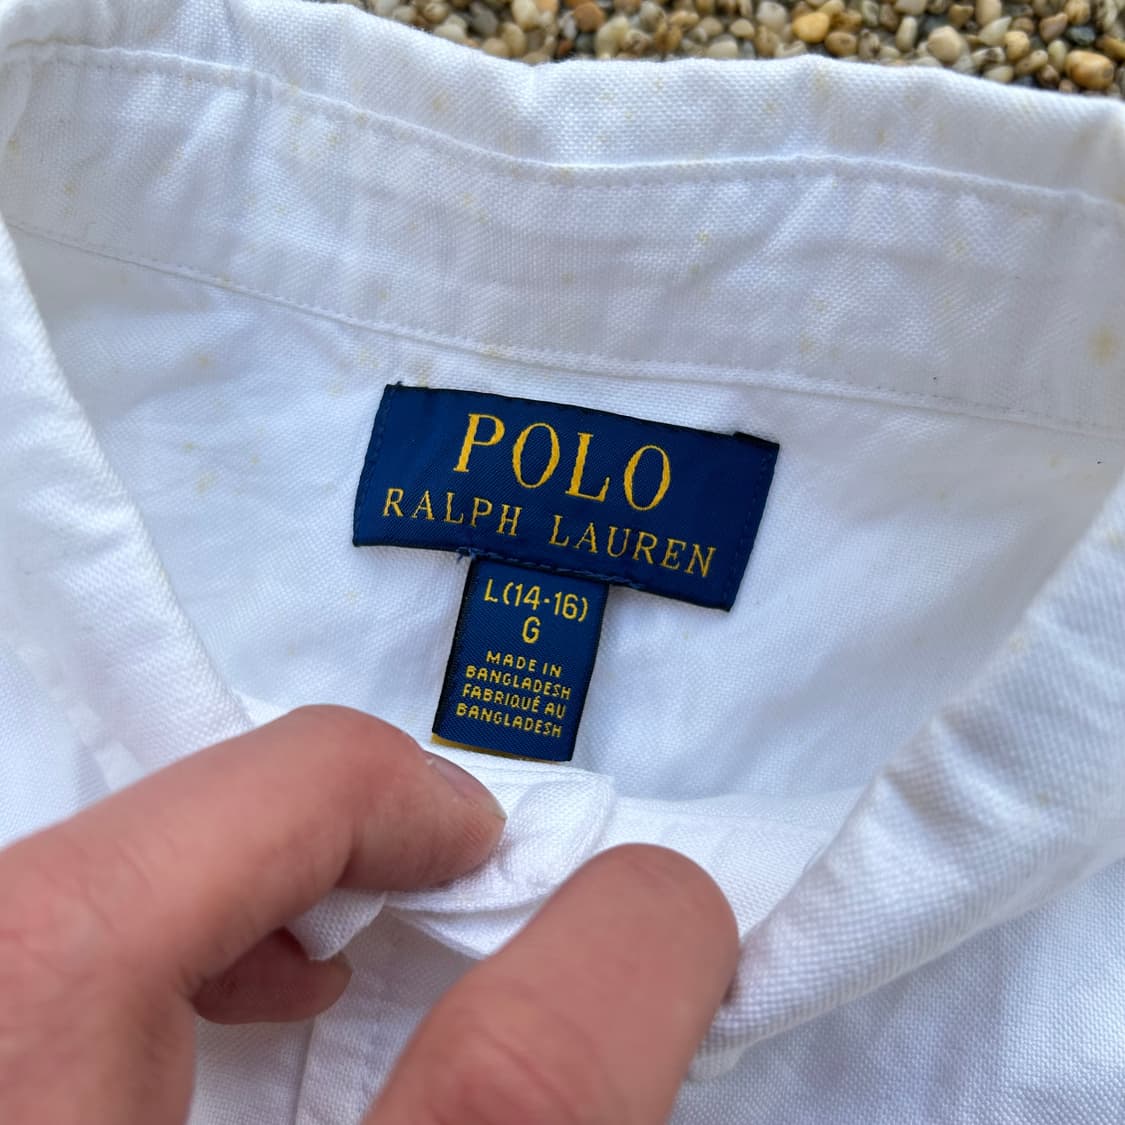 POLO
RALPH LAUREN
L(14-16)
G
MADE IN
BANGLADESH
FABRIQUÉ AU
BANGLADESH